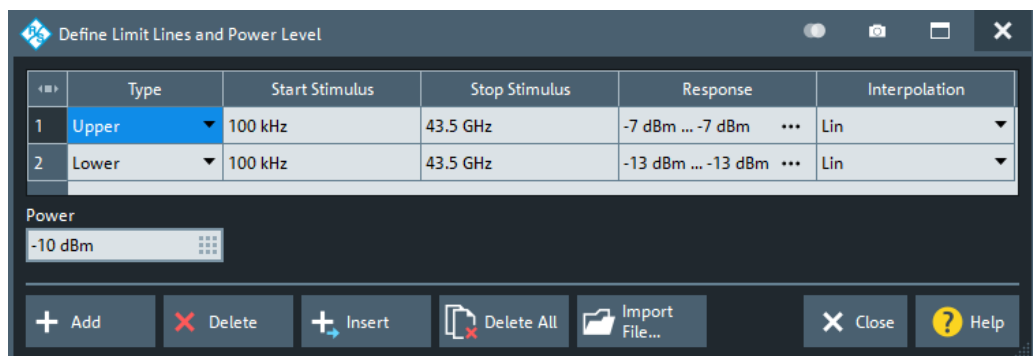 Define Limit Lines and Power Level
Type Start Stimulus Stop Stimulus Response Interpolation
1 Upper 100 kHz 43.5 GHz -7 dBm ... -7 dBm ••• Lin
2 Lower 100 kHz 43.5 GHz -13 dBm ... -13 dBm ••• Lin
Power
-10 dBm
Add Delete Insert Delete All Import File... Close ? Help